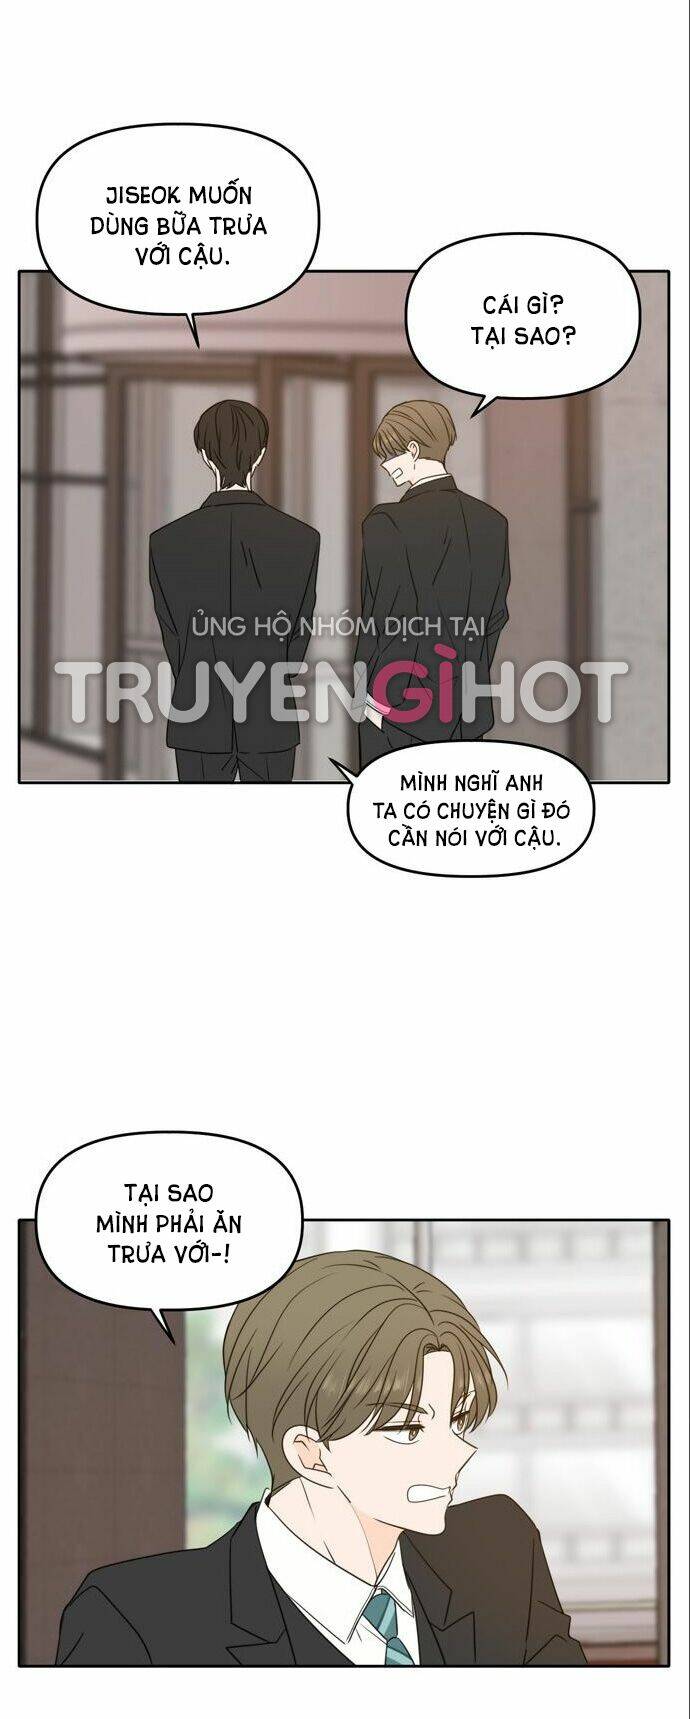 JISEOK MUỐN
DÙNG BỮA TRƯA
VỚI CẬU.
CÁI GÌ?
TẠI SAO?
ỦNG HỘ NHÓM DỊCH TẠI
TRUYENGÌHOT
MÌNH NGHĨ ANH
TA CÓ CHUYỆN GÌ ĐÓ
CẦN NÓI VỚI CẬU.
TẠI SAO
MÌNH PHẢI ĂN
TRƯA VỚI-!